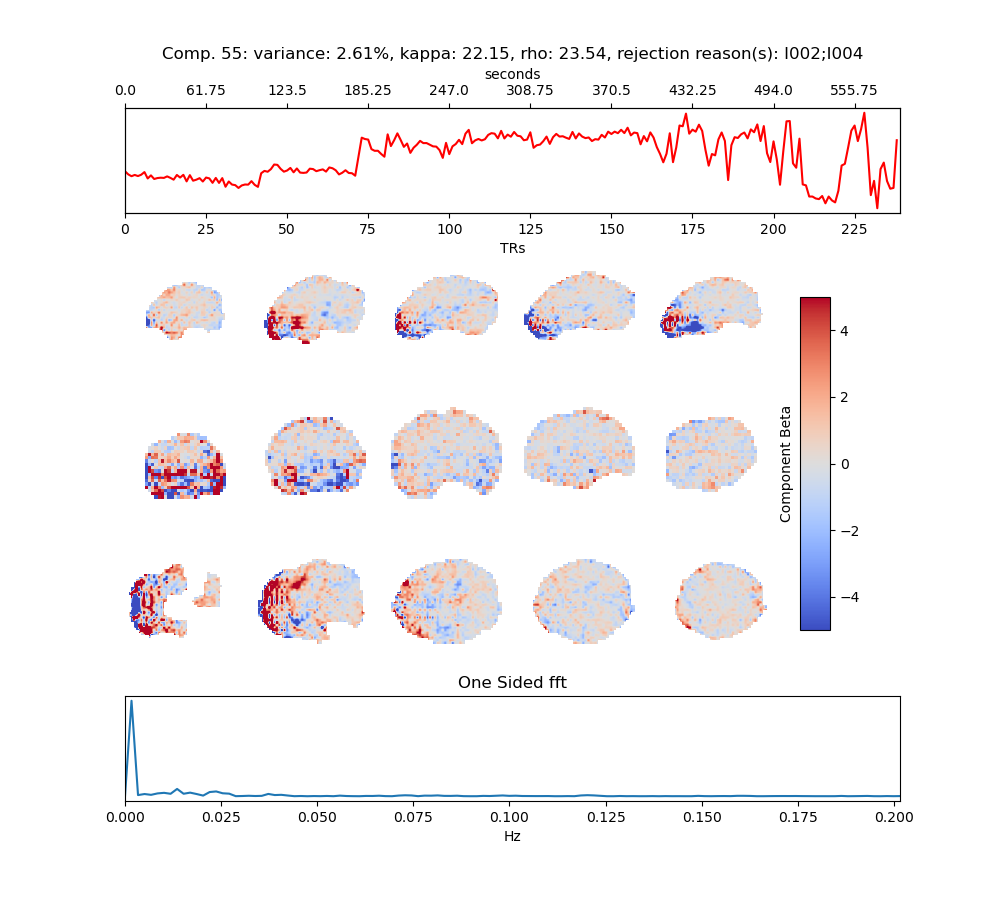 Comp. 55: variance: 2.61%, kappa: 22.15, rho: 23.54, rejection reason(s): I002;I004
seconds
0.0 61.75 123.5 185.25 247.0 308.75 370.5 432.25 494.0 555.75
0 25 50 75 100 125 150 175 200 225
TRs
4
2
0
−2
−4
Component Beta
One Sided fft
0.000 0.025 0.050 0.075 0.100 0.125 0.150 0.175 0.200
Hz